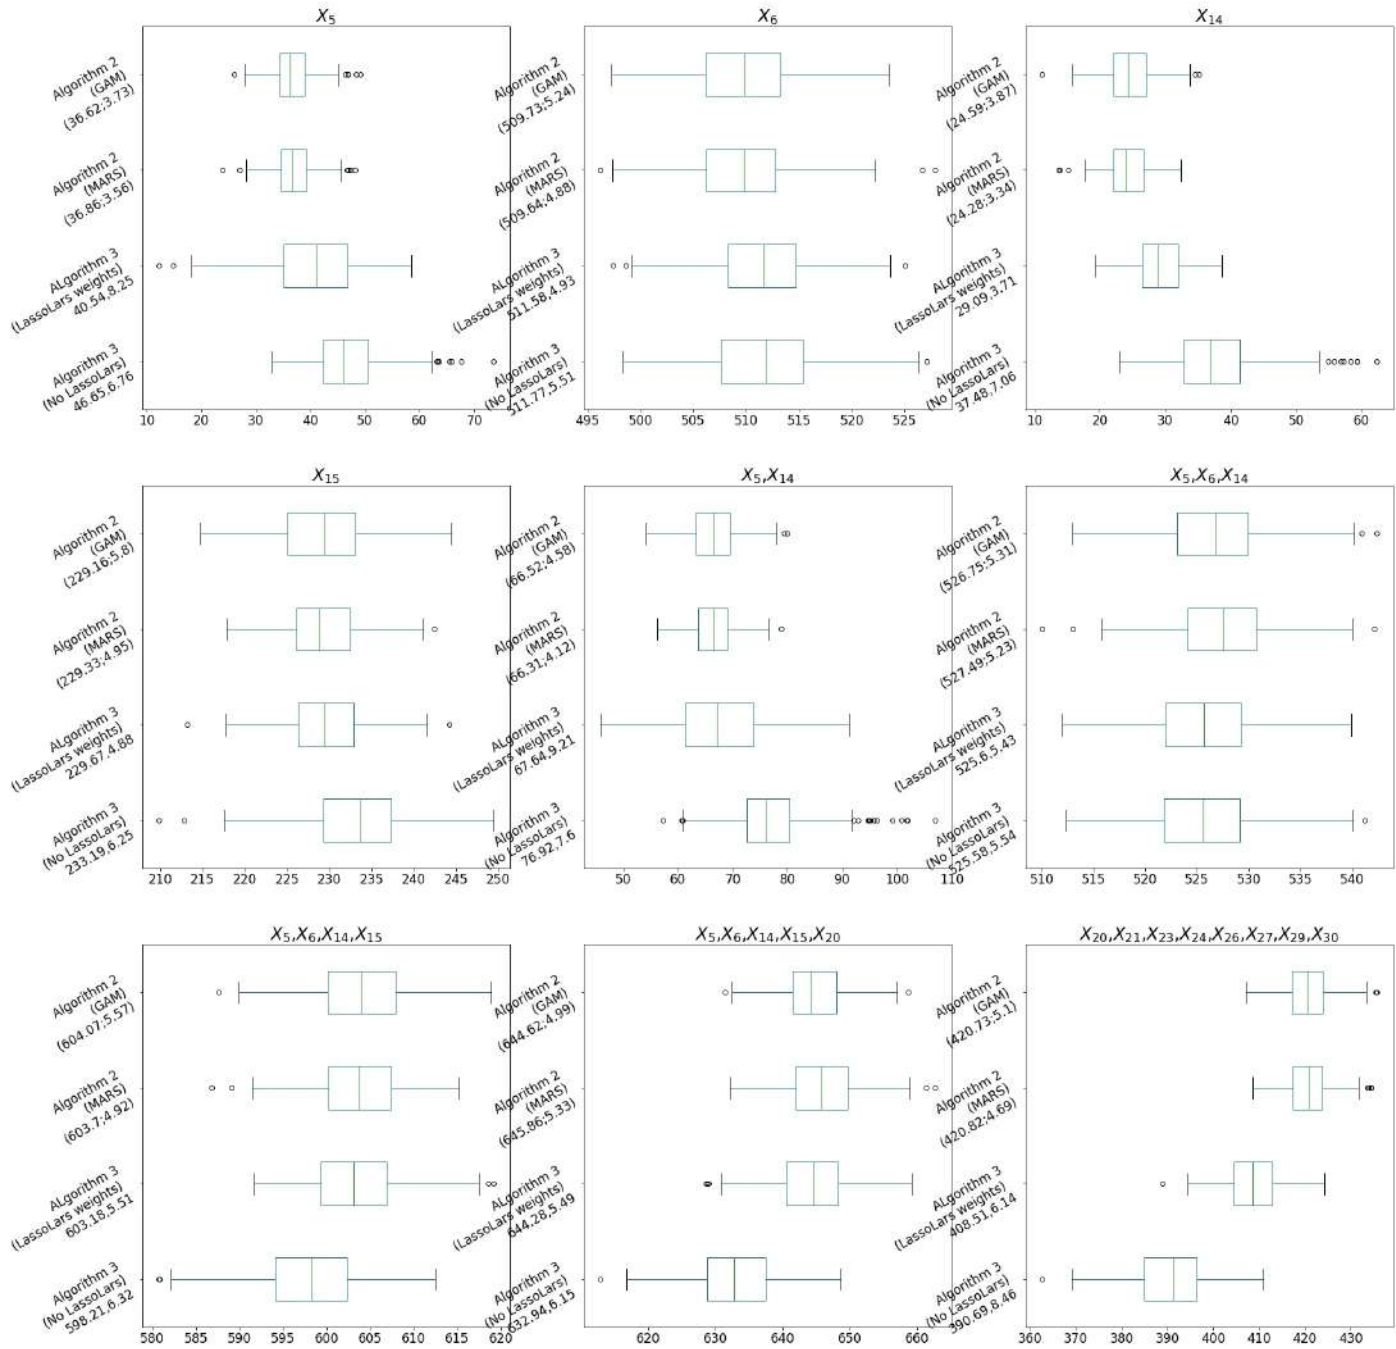 X5
X6
X14
Algorithm 2
(GAM)
(36.62;3.73)
Algorithm 2
(MARS)
(36.86;3.56)
ALgorithm 3
(LassoLars weights)
40.54,8.25
Algorithm 3
(No LassoLars)
46.65,6.76
10 20 30 40 50 60 70
Algorithm 2
(GAM)
(509.73;5.24)
Algorithm 2
(MARS)
(509.64;4.88)
ALgorithm 3
(LassoLars weights)
511.58,4.93
Algorithm 3
(No LassoLars)
511.77,5.51
495 500 505 510 515 520 525
Algorithm 2
(GAM)
(24.59;3.87)
Algorithm 2
(MARS)
(24.28;3.34)
ALgorithm 3
(LassoLars weights)
29.09,3.71
Algorithm 3
(No LassoLars)
37.48,7.06
10 20 30 40 50 60
X15
X5,X14
X5,X6,X14
Algorithm 2
(GAM)
(229.16;5.8)
Algorithm 2
(MARS)
(229.33;4.95)
ALgorithm 3
(LassoLars weights)
229.67,4.88
Algorithm 3
(No LassoLars)
233.19,6.25
210 215 220 225 230 235 240 245 250
Algorithm 2
(GAM)
(66.52;4.58)
Algorithm 2
(MARS)
(66.31;4.12)
ALgorithm 3
(LassoLars weights)
67.64,9.21
Algorithm 3
(No LassoLars)
76.92,7.6
50 60 70 80 90 100 110
Algorithm 2
(GAM)
(526.75;5.31)
Algorithm 2
(MARS)
(527.49;5.23)
ALgorithm 3
(LassoLars weights)
525.6,5.43
Algorithm 3
(No LassoLars)
525.58,5.54
510 515 520 525 530 535 540
X5,X6,X14,X15
X5,X6,X14,X15,X20
X20,X21,X23,X24,X26,X27,X29,X30
Algorithm 2
(GAM)
(604.07;5.57)
Algorithm 2
(MARS)
(603.7;4.92)
ALgorithm 3
(LassoLars weights)
603.18,5.51
Algorithm 3
(No LassoLars)
598.21,6.32
580 585 590 595 600 605 610 615 620
Algorithm 2
(GAM)
(644.62;4.99)
Algorithm 2
(MARS)
(645.86;5.33)
ALgorithm 3
(LassoLars weights)
644.28,5.49
Algorithm 3
(No LassoLars)
632.94,6.15
620 630 640 650 660
Algorithm 2
(GAM)
(420.73;5.1)
Algorithm 2
(MARS)
(420.82;4.69)
ALgorithm 3
(LassoLars weights)
408.51,6.14
Algorithm 3
(No LassoLars)
390.69,8.46
360 370 380 390 400 410 420 430